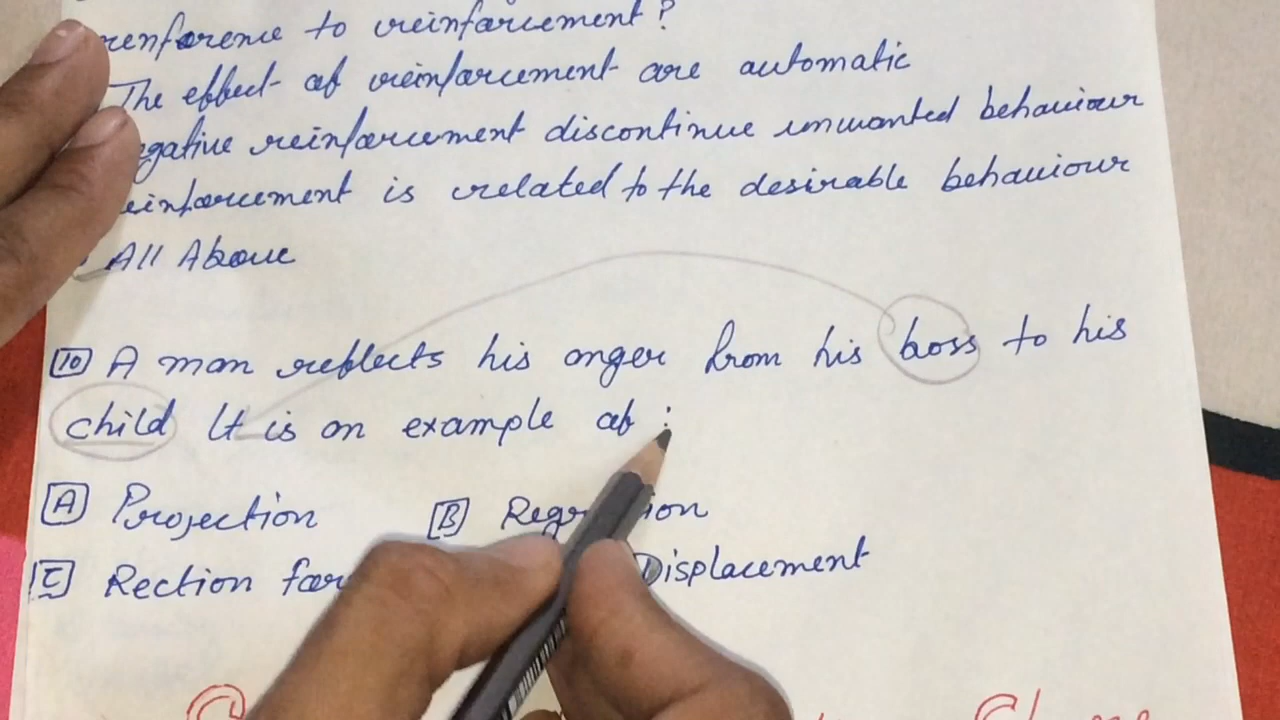 renforence to reinforcement?
The effect of reinforcement are automatic
egative reinforcement discontinue unwanted behaviour
einforcement is related to the desirable behaviour
All Above
10 A man reflects his anger from his boss to his
child It is an example of :
A Projection B Reg ion
C Rection for Displacement